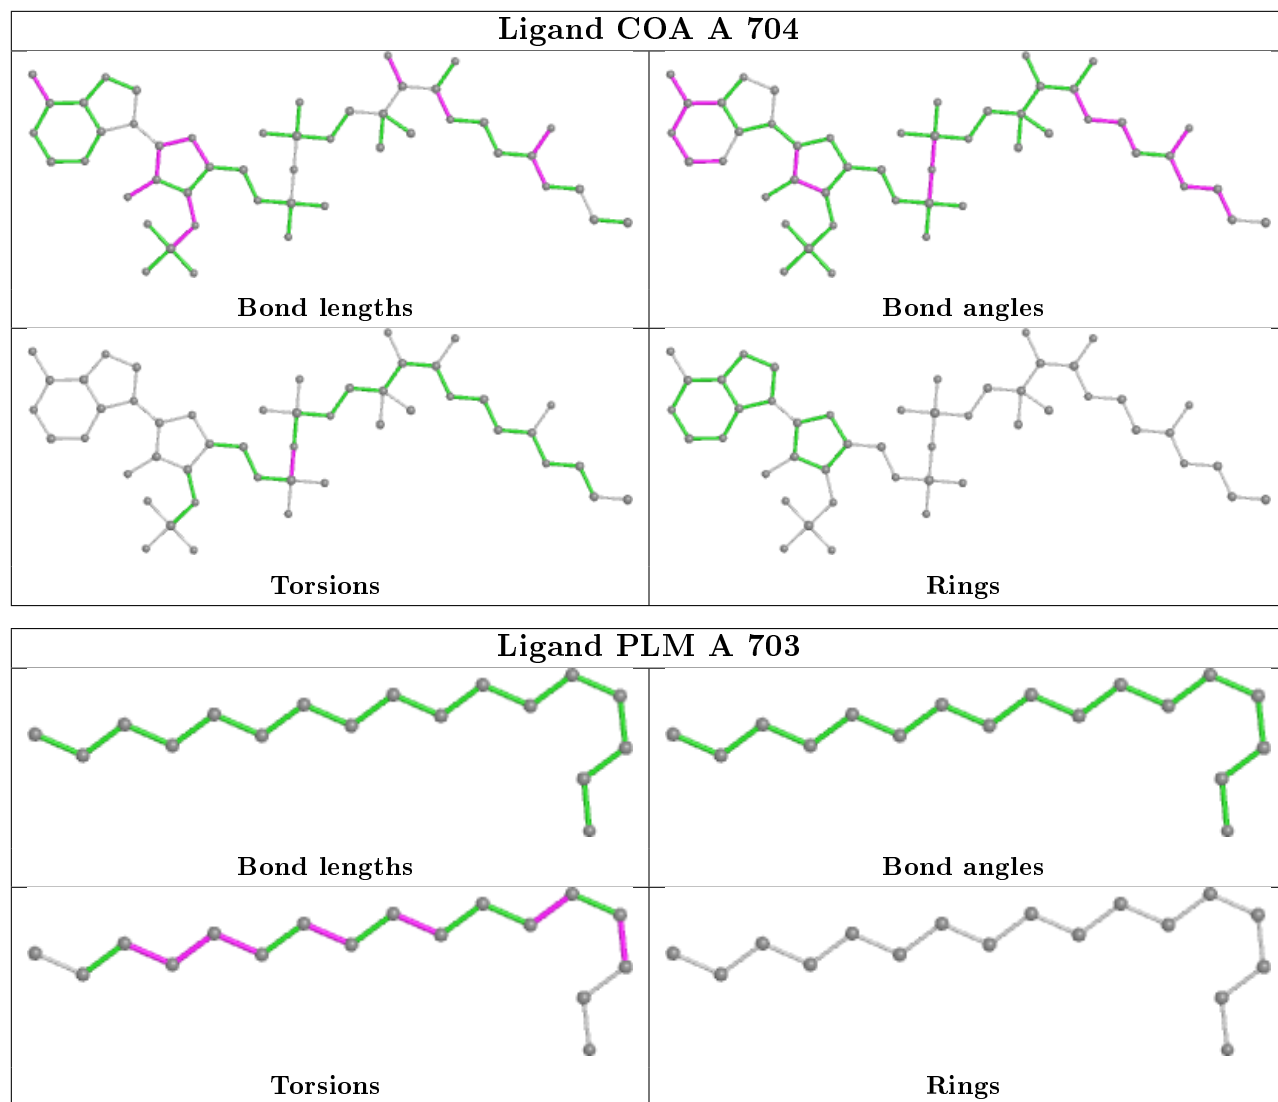 Ligand COA A 704
Bond lengths
Bond angles
Torsions
Rings
Ligand PLM A 703
Bond lengths
Bond angles
Torsions
Rings